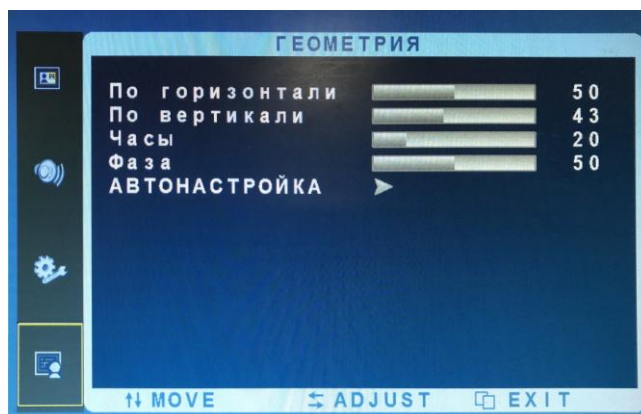 ГЕОМЕТРИЯ
По горизонтали 50
По вертикали 43
Часы 20
Фаза 50
АВТОНАСТРОЙКА
MOVE ADJUST EXIT